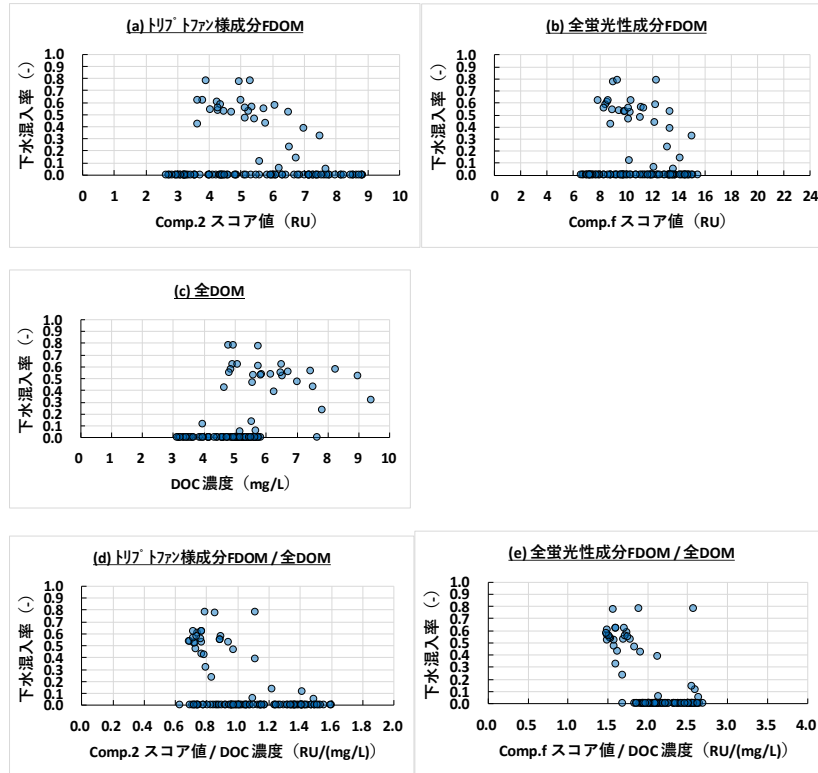 (a) ﾄﾘﾌﾟﾄﾌｧﾝ様成分FDOM
下水混入率（-）
1.0
0.9
0.8
0.7
0.6
0.5
0.4
0.3
0.2
0.1
0.0
0 1 2 3 4 5 6 7 8 9 10
Comp.2 スコア値（RU）
(b) 全蛍光性成分FDOM
下水混入率（-）
1.0
0.9
0.8
0.7
0.6
0.5
0.4
0.3
0.2
0.1
0.0
0 2 4 6 8 10 12 14 16 18 20 22 24
Comp.f スコア値（RU）
(c) 全DOM
下水混入率（-）
1.0
0.9
0.8
0.7
0.6
0.5
0.4
0.3
0.2
0.1
0.0
0 1 2 3 4 5 6 7 8 9 10
DOC 濃度（mg/L）
(d) ﾄﾘﾌﾟﾄﾌｧﾝ様成分FDOM / 全DOM
下水混入率（-）
1.0
0.9
0.8
0.7
0.6
0.5
0.4
0.3
0.2
0.1
0.0
0.0 0.2 0.4 0.6 0.8 1.0 1.2 1.4 1.6 1.8 2.0
Comp.2 スコア値 / DOC 濃度（RU/(mg/L)）
(e) 全蛍光性成分FDOM / 全DOM
下水混入率（-）
1.0
0.9
0.8
0.7
0.6
0.5
0.4
0.3
0.2
0.1
0.0
0.0 0.5 1.0 1.5 2.0 2.5 3.0 3.5 4.0
Comp.f スコア値 / DOC 濃度（RU/(mg/L)）